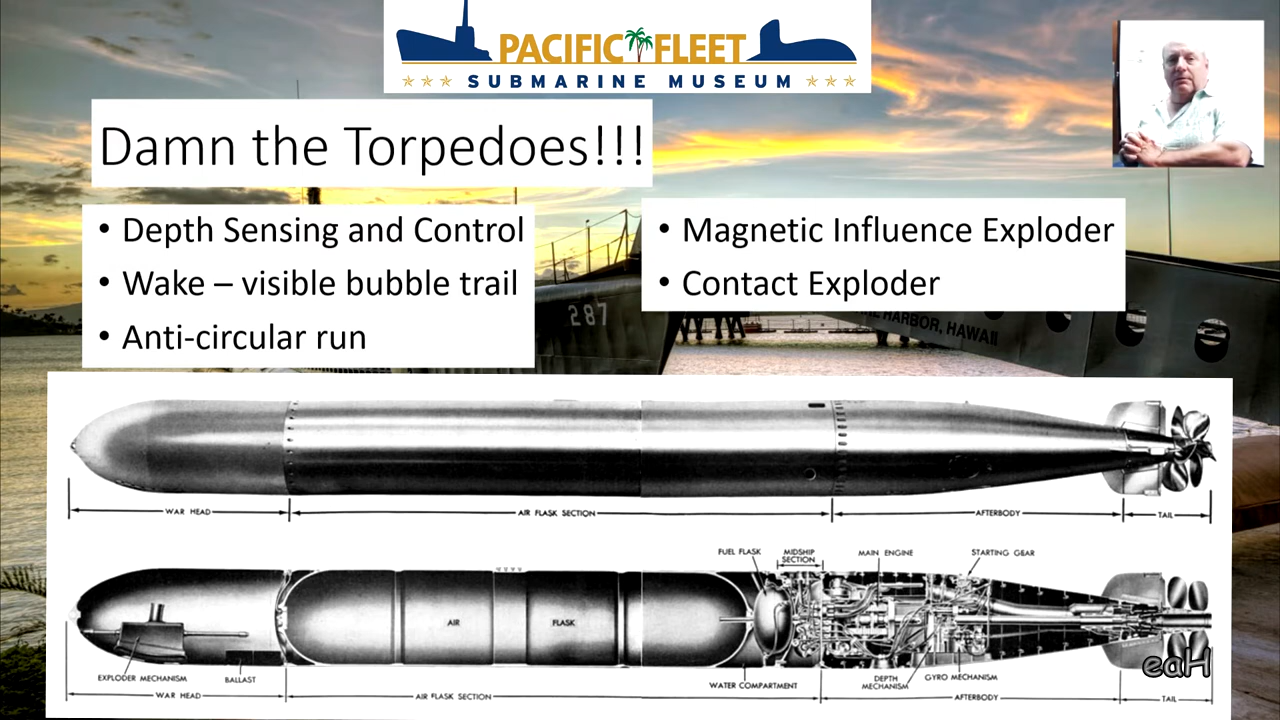 PACIFIC FLEET
SUBMARINE MUSEUM
Damn the Torpedoes!!!
• Depth Sensing and Control
• Wake – visible bubble trail
• Anti-circular run
• Magnetic Influence Exploder
• Contact Exploder
287
HARBOR, HAWAII
WAR HEAD
AIR FLASK SECTION
AFTERBODY
TAIL
FUEL FLASK
MIDSHIP
SECTION
MAIN ENGINE
STARTING GEAR
AIR
FLASK
EXPLODER MECHANISM
BALLAST
WATER COMPARTMENT
DEPTH
MECHANISM
GYRO MECHANISM
WAR HEAD
AIR FLASK SECTION
AFTERBODY
TAIL
eaH